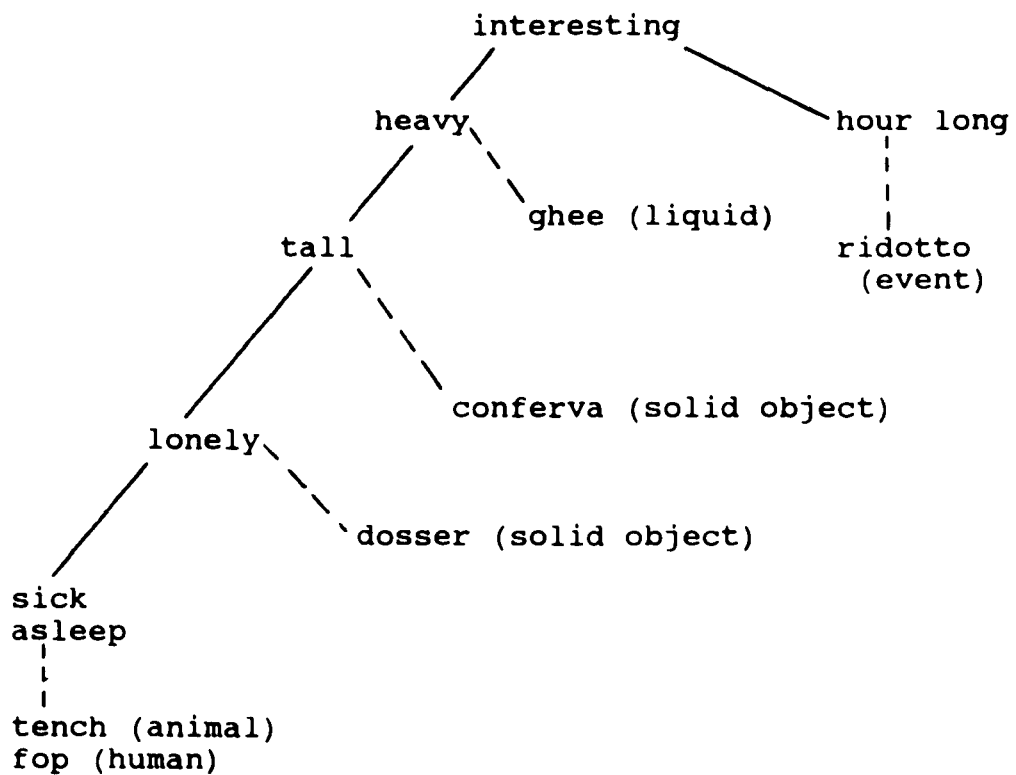 interesting
heavy
hour long
ghee (liquid)
tall
ridotto
(event)
conferva (solid object)
lonely
dosser (solid object)
sick
asleep
tench (animal)
fop (human)